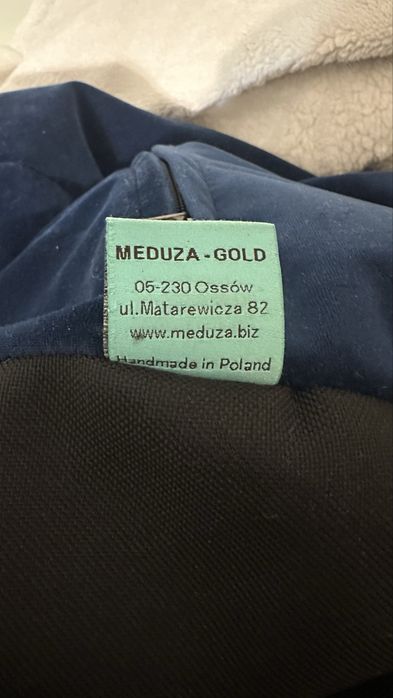 MEDUZA - GOLD
05-230 Ossów
ul.Matarewicza 82
www.meduza.biz
Handmade in Poland